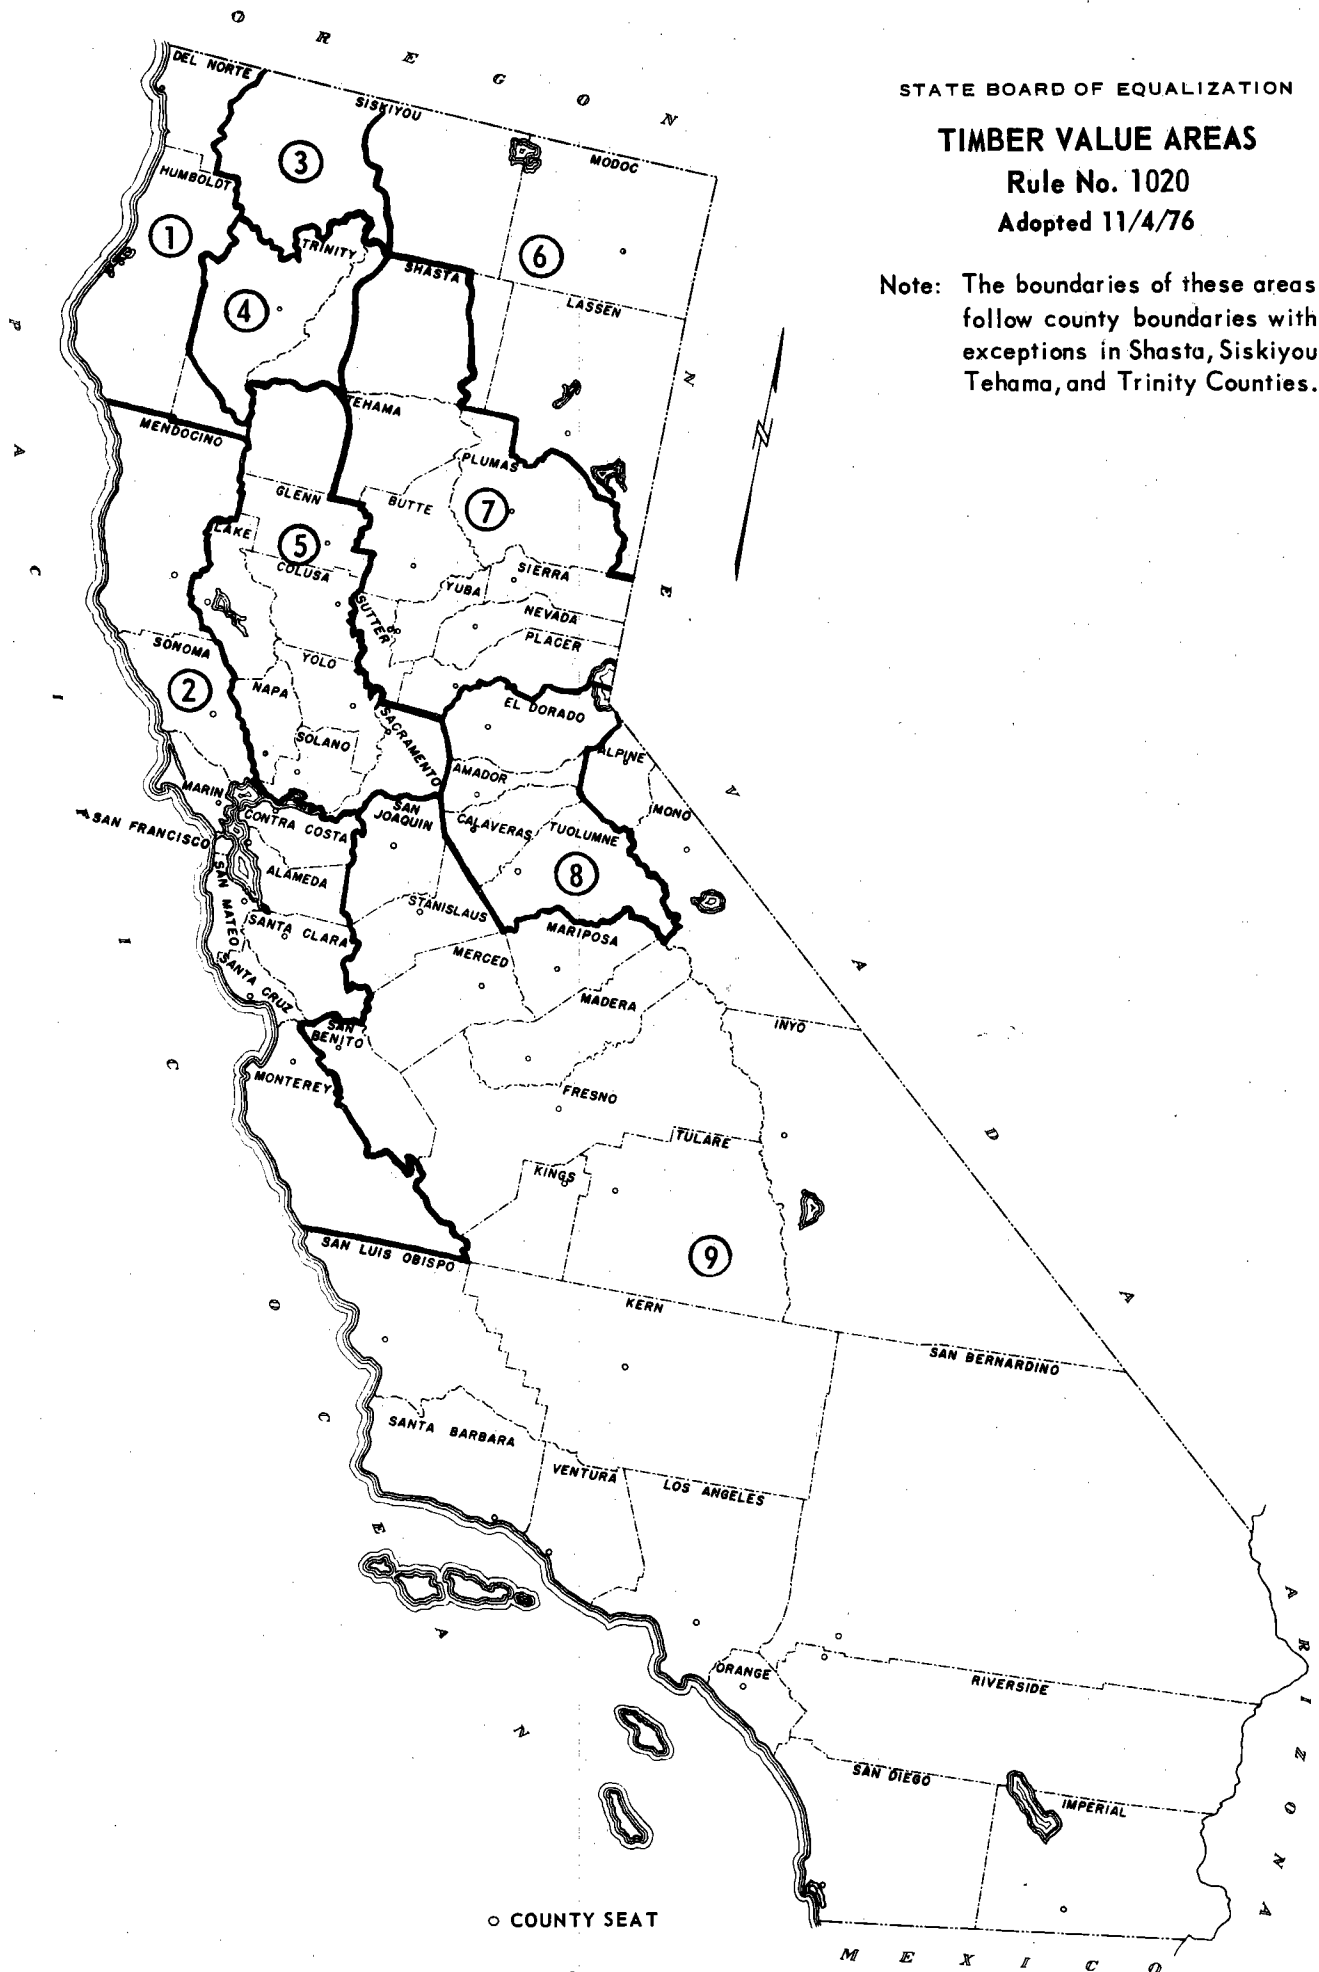 OREGON
STATE BOARD OF EQUALIZATION
TIMBER VALUE AREAS
Rule No. 1020
Adopted 11/4/76
Note: The boundaries of these areas
follow county boundaries with
exceptions in Shasta, Siskiyou
Tehama, and Trinity Counties.
DEL NORTE
SISKIYOU
MODOC
3
HUMBOLDT
1
TRINITY
SHASTA
6
4
LASSEN
TEHAMA
MENDOCINO
PLUMAS
GLENN
BUTTE
7
LAKE
5
COLUSA
SIERRA
YUBA
SUTTER
NEVADA
PLACER
SONOMA
YOLO
2
NAPA
EL DORADO
SACRAMENTO
SOLANO
ALPINE
AMADOR
MARIN
SAN
JOAQUIN
MONO
CONTRA COSTA
CALAVERAS
TUOLUMNE
SAN FRANCISCO
8
ALAMEDA
SAN MATEO
STANISLAUS
SANTA CLARA
MARIPOSA
MERCED
SANTA CRUZ
MADERA
SAN
BENITO
INYO
MONTEREY
FRESNO
TULARE
KINGS
9
SAN LUIS OBISPO
KERN
SAN BERNARDINO
SANTA BARBARA
VENTURA
LOS ANGELES
ORANGE
RIVERSIDE
SAN DIEGO
IMPERIAL
PACIFIC OCEAN
N
NEVADA
ARIZONA
COUNTY SEAT
MEXICO